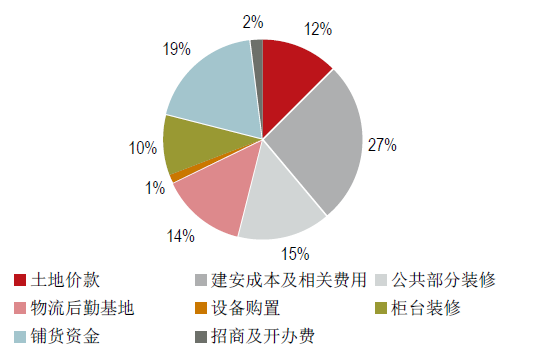 2%
12%
19%
27%
10%
1%
14%
15%
土地价款 建安成本及相关费用 公共部分装修
物流后勤基地 设备购置 柜台装修
铺货资金 招商及开办费